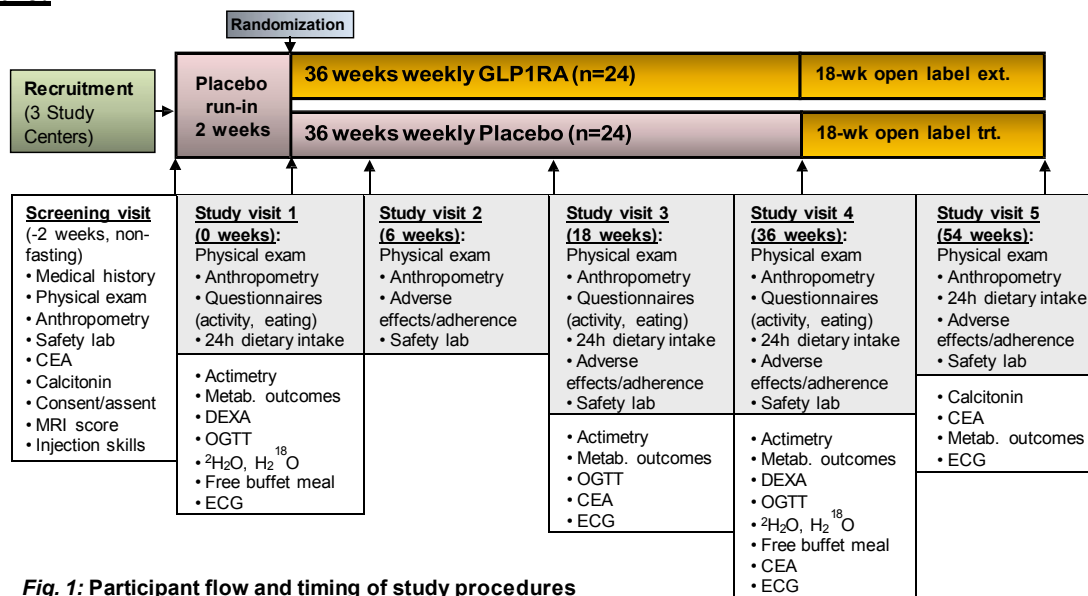 Randomization
Recruitment
(3 Study
Centers)
Placebo
run-in
2 weeks
36 weeks weekly GLP1RA (n=24)
18-wk open label ext.
36 weeks weekly Placebo (n=24)
18-wk open label trt.
Screening visit
(-2 weeks, non-
fasting)
• Medical history
• Physical exam
• Anthropometry
• Safety lab
• CEA
• Calcitonin
• Consent/assent
• MRI score
• Injection skills
Study visit 1
(0 weeks):
Physical exam
• Anthropometry
• Questionnaires
(activity, eating)
• 24h dietary intake
• Actimetry
• Metab. outcomes
• DEXA
• OGTT
• ²H₂O, H₂¹⁸O
• Free buffet meal
• ECG
Study visit 2
(6 weeks):
Physical exam
• Anthropometry
• Adverse
effects/adherence
• Safety lab
Study visit 3
(18 weeks):
Physical exam
• Anthropometry
• Questionnaires
(activity, eating)
• 24h dietary intake
• Adverse
effects/adherence
• Safety lab
• Actimetry
• Metab. outcomes
• OGTT
• CEA
• ECG
Study visit 4
(36 weeks):
Physical exam
• Anthropometry
• Questionnaires
(activity, eating)
• 24h dietary intake
• Adverse
effects/adherence
• Safety lab
• Actimetry
• Metab. outcomes
• DEXA
• OGTT
• ²H₂O, H₂¹⁸O
• Free buffet meal
• CEA
• ECG
Study visit 5
(54 weeks):
Physical exam
• Anthropometry
• 24h dietary intake
• Adverse
effects/adherence
• Safety lab
• Calcitonin
• CEA
• Metab. outcomes
• ECG
Fig. 1: Participant flow and timing of study procedures